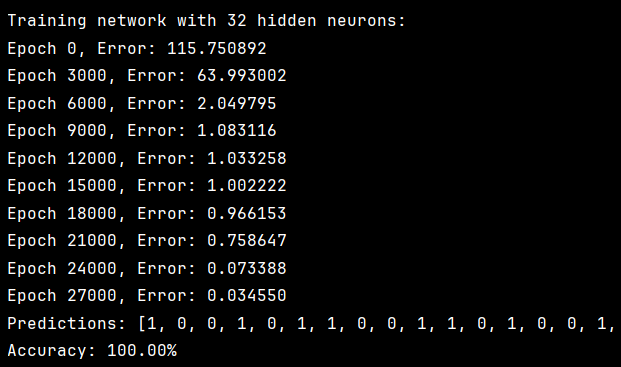 Training network with 32 hidden neurons:
Epoch 0, Error: 115.750892
Epoch 3000, Error: 63.993002
Epoch 6000, Error: 2.049795
Epoch 9000, Error: 1.083116
Epoch 12000, Error: 1.033258
Epoch 15000, Error: 1.002222
Epoch 18000, Error: 0.966153
Epoch 21000, Error: 0.758647
Epoch 24000, Error: 0.073388
Epoch 27000, Error: 0.034550
Predictions: [1, 0, 0, 1, 0, 1, 1, 0, 0, 1, 1, 0, 1, 0, 0, 1,
Accuracy: 100.00%